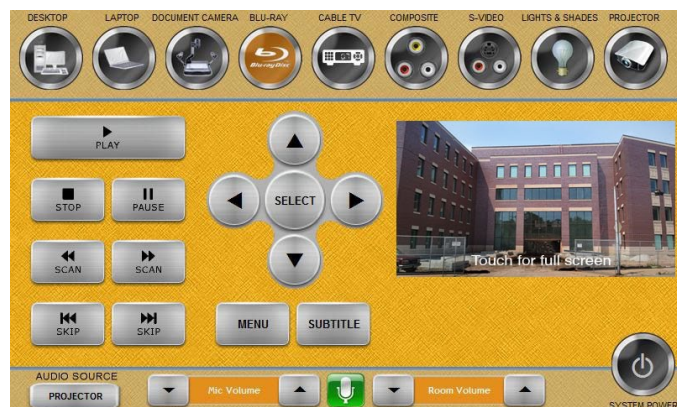 DESKTOP LAPTOP DOCUMENT CAMERA BLU-RAY CABLE TV COMPOSITE S-VIDEO LIGHTS & SHADES PROJECTOR
Blu-ray Disc
PLAY
STOP PAUSE
SELECT
SCAN SCAN
Touch for full screen
SKIP SKIP
MENU SUBTITLE
AUDIO SOURCE
PROJECTOR
Mic Volume Room Volume
SYSTEM POWER